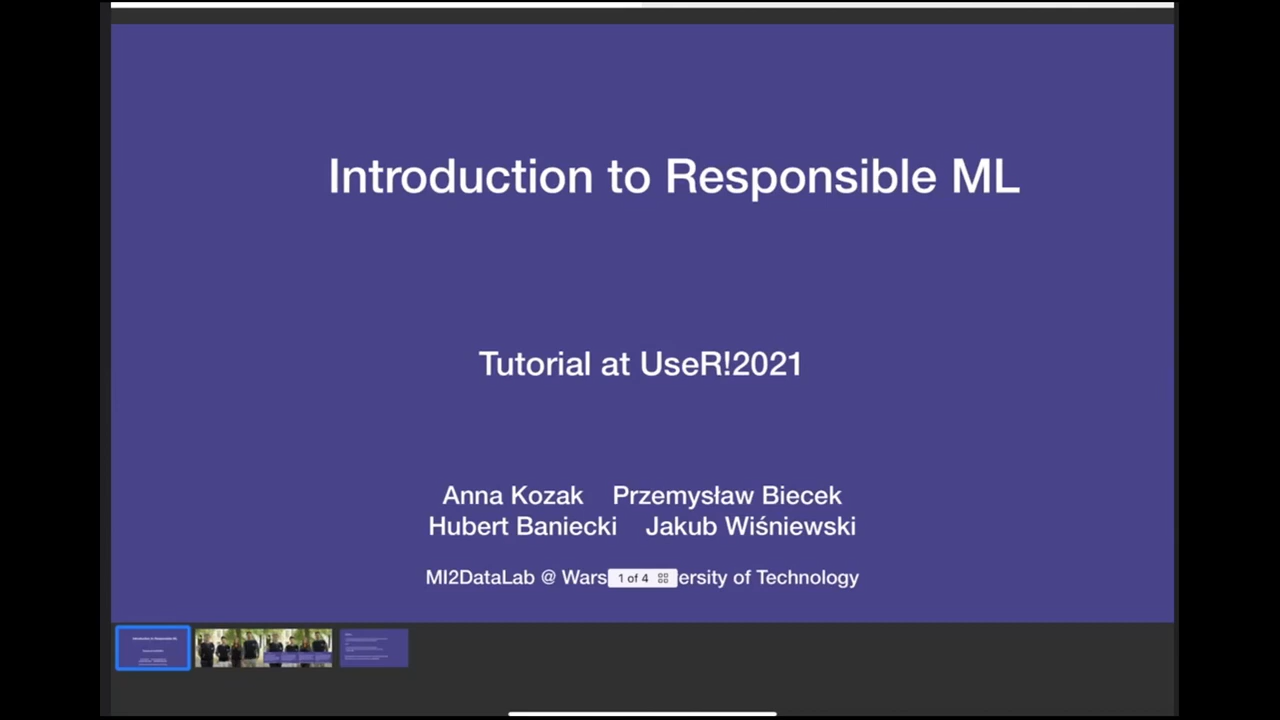 Introduction to Responsible ML
Tutorial at UseR!2021
Anna Kozak Przemysław Biecek
Hubert Baniecki Jakub Wiśniewski
MI2DataLab @ Wars 1 of 4 ersity of Technology